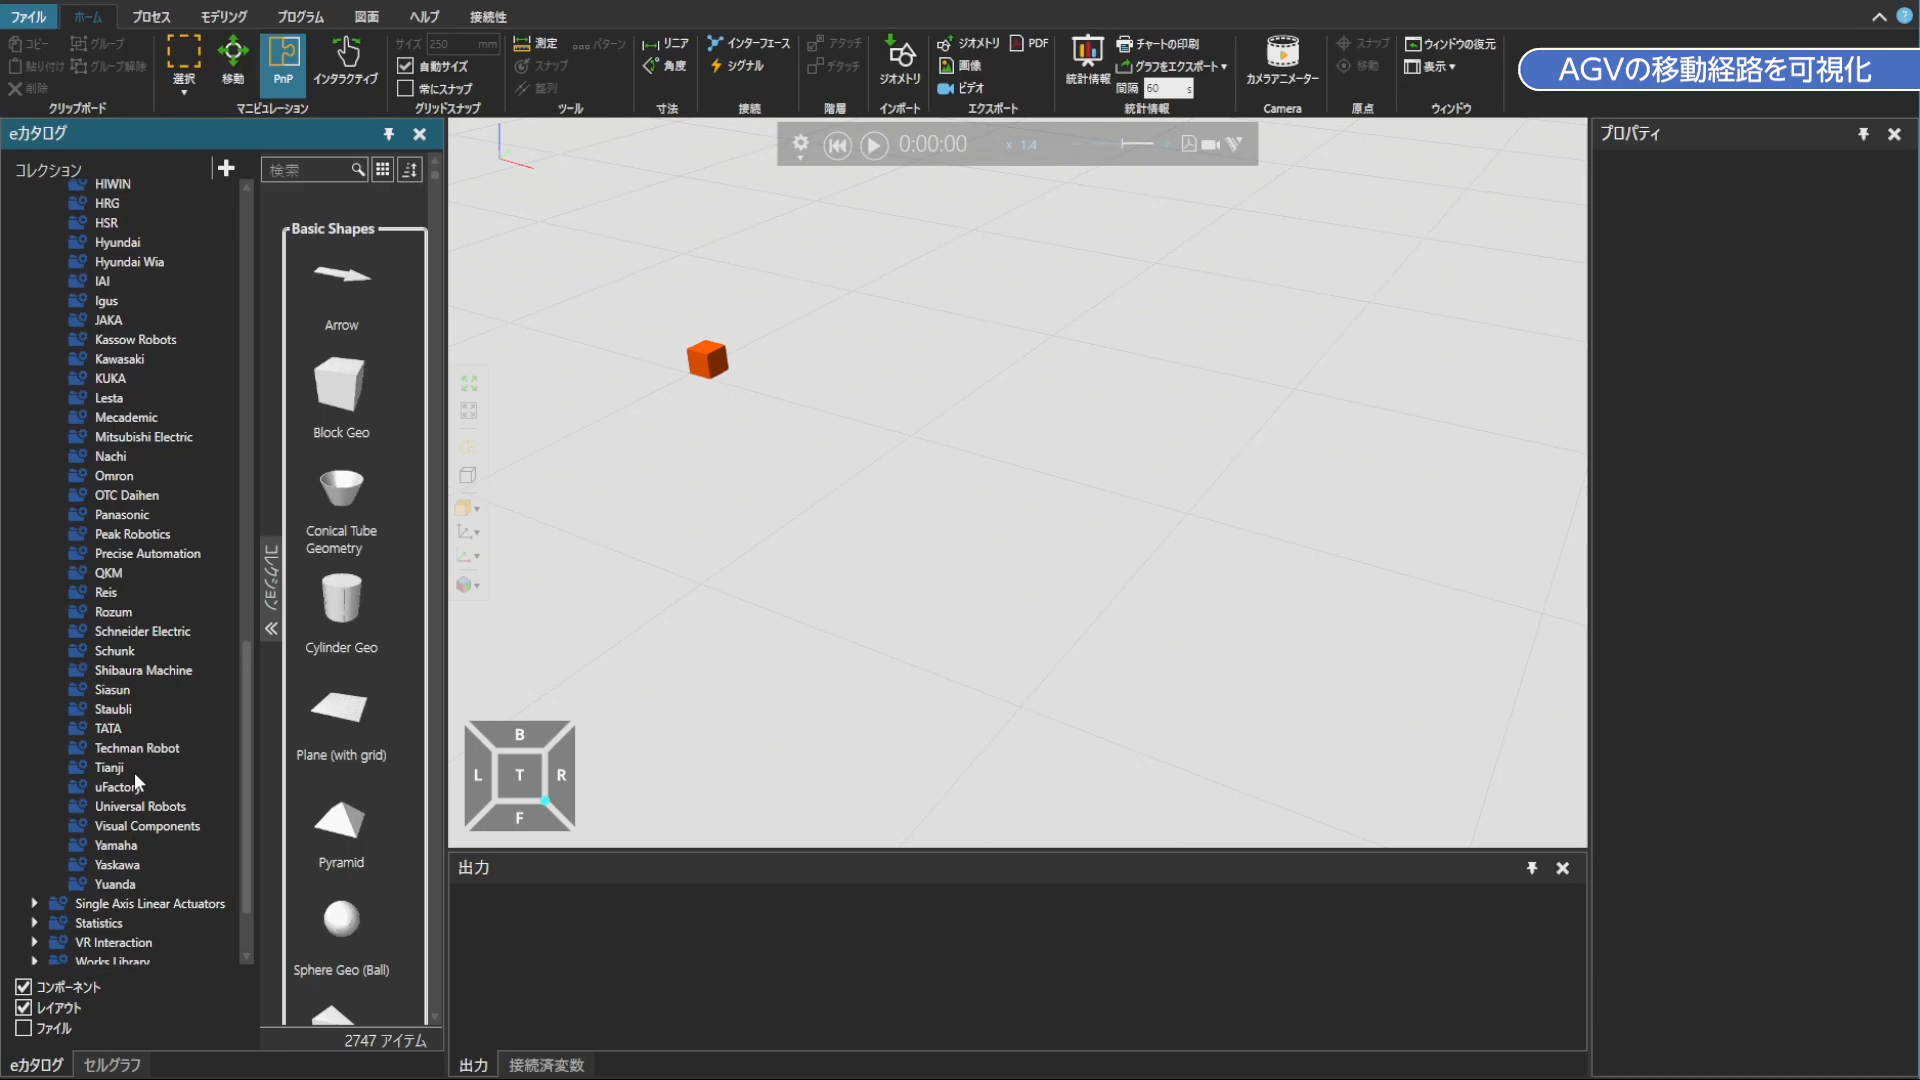 ファイル
ホーム
プロセス
モデリング
プログラム
図面
ヘルプ
接続性
コピー
グループ
貼り付け
グループ解除
削除
クリップボード
選択
移動
PnP
インタラクティブ
マニピュレーション
サイズ 250 mm
自動サイズ
常にスナップ
グリッドスナップ
測定
パターン
スナップ
整列
ツール
リニア
角度
寸法
インターフェース
シグナル
接続
アタッチ
デタッチ
階層
ジオメトリ
インポート
ジオメトリ
PDF
画像
ビデオ
エクスポート
統計情報
チャートの印刷
グラフをエクスポート
間隔 60 s
統計情報
カメラアニメーター
Camera
スナップ
移動
原点
ウィンドウの復元
表示
ウィンドウ
AGVの移動経路を可視化
eカタログ
コレクション
検索
HIWIN
HRG
HSR
Hyundai
Hyundai Wia
IAI
Igus
JAKA
Kassow Robots
Kawasaki
KUKA
Lesta
Mecademic
Mitsubishi Electric
Nachi
Omron
OTC Daihen
Panasonic
Peak Robotics
Precise Automation
QKM
Reis
Rozum
Schneider Electric
Schunk
Shibaura Machine
Siasun
Staubli
TATA
Techman Robot
Tianji
uFactory
Universal Robots
Visual Components
Yamaha
Yaskawa
Yuanda
Single Axis Linear Actuators
Statistics
VR Interaction
Works Library
コンポーネント
レイアウト
ファイル
eカタログ
セルグラフ
コレクション
Basic Shapes
Arrow
Block Geo
Conical Tube
Geometry
Cylinder Geo
Plane (with grid)
Pyramid
Sphere Geo (Ball)
2747 アイテム
0:00:00
x 1.4
B
L
T
R
F
出力
出力
接続済変数
プロパティ